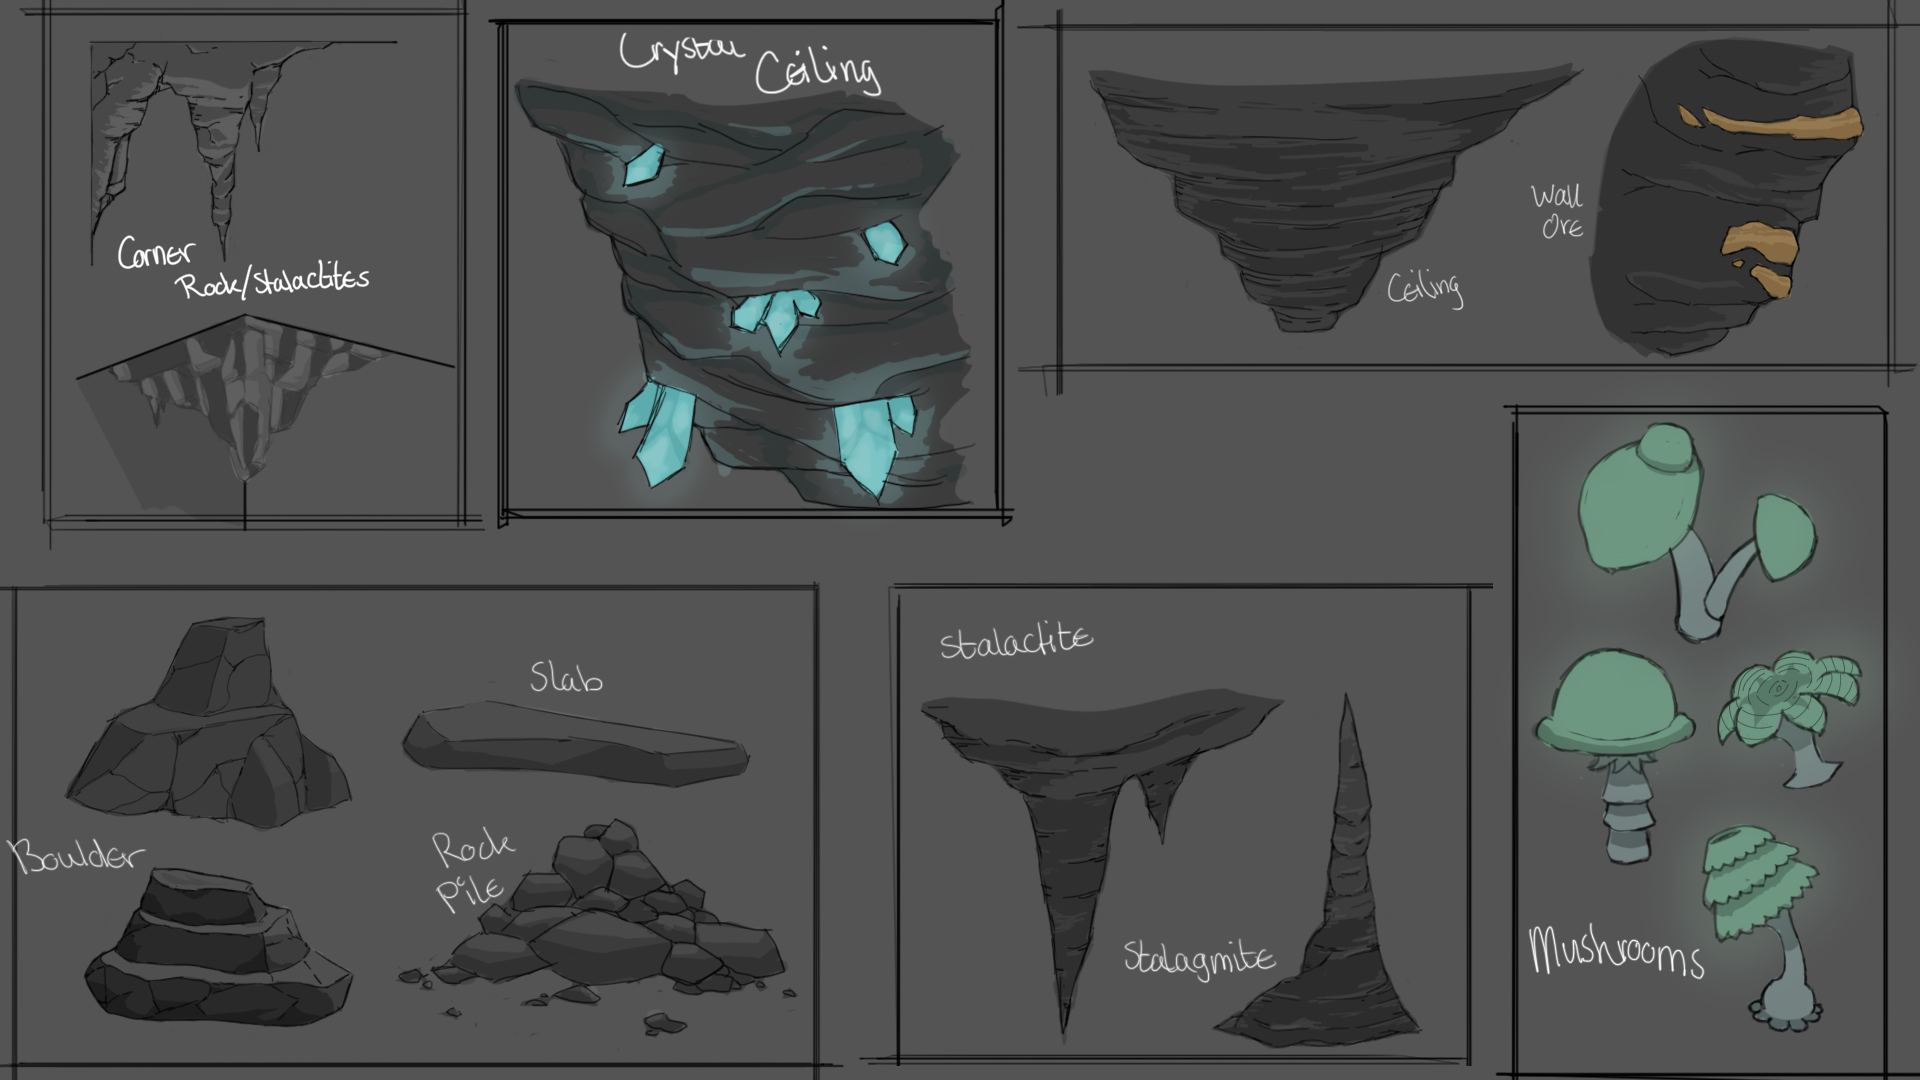 Corner
Rock/Stalactites
Crystal
Ceiling
Ceiling
Wall
Ore
Slab
Boulder
Rock
Pile
Stalactite
Stalagmite
Mushrooms